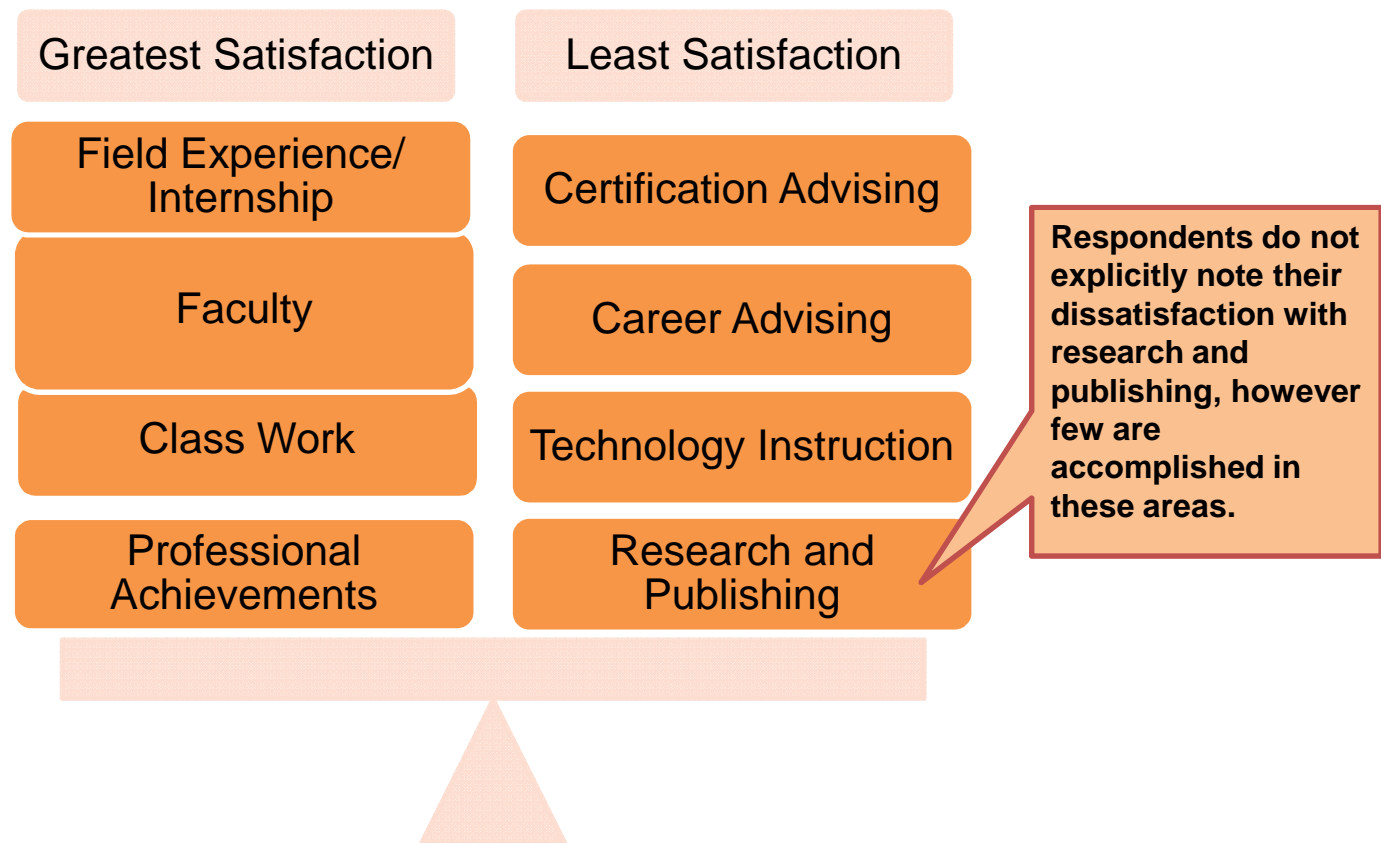 Greatest Satisfaction
Field Experience/
Internship
Faculty
Class Work
Professional
Achievements
Least Satisfaction
Certification Advising
Career Advising
Technology Instruction
Research and
Publishing
Respondents do not
explicitly note their
dissatisfaction with
research and
publishing, however
few are
accomplished in
these areas.